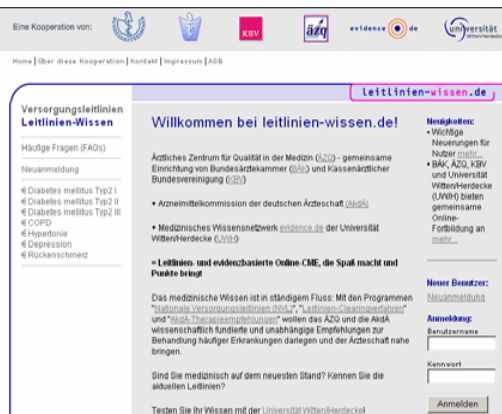 Eine Kooperation von:
KBV
äzq
evidence de
universität
Witten/Herdecke
Home | Über diese Kooperation | Kontakt | Impressum | AGB
leitlinien-wissen.de
Versorgungsleitlinien
Leitlinien-Wissen
Häufige Fragen (FAQs)
Neuanmeldung
€ Diabetes mellitus Typ2 I
€ Diabetes mellitus Typ2 II
€ Diabetes mellitus Typ2 III
€ COPD
€ Hypertonie
€ Depression
€ Rückenschmerz
Willkommen bei leitlinien-wissen.de!
Ärztliches Zentrum für Qualität in der Medizin (ÄZQ) - gemeinsame
Einrichtung von Bundesärztekammer (BÄK) und Kassenärztlicher
Bundesvereinigung (KBV)
• Arzneimittelkommission der deutschen Ärzteschaft (AkdÄ)
• Medizinisches Wissensnetzwerk evidence.de der Universität
Witten/Herdecke (UWH)
= Leitlinien- und evidenzbasierte Online-CME, die Spaß macht und
Punkte bringt
Das medizinische Wissen ist in ständigem Fluss: Mit den Programmen
"Nationale Versorgungsleitlinien (NVL)", "Leitlinien-Clearingverfahren"
und "AkdÄ-Therapieempfehlungen" wollen das ÄZQ und die AkdÄ
wissenschaftlich fundierte und unabhängige Empfehlungen zur
Behandlung häufiger Erkrankungen darlegen und der Ärzteschaft nahe
bringen.
Sind Sie medizinisch auf dem neuesten Stand? Kennen Sie die
aktuellen Leitlinien?
Testen Sie Ihr Wissen mit der Universität Witten/Herdecke!
Neuigkeiten:
• Wichtige
Neuerungen für
Nutzer mehr...
• BÄK, ÄZQ, KBV
und Universität
Witten/Herdecke
(UWH) bieten
gemeinsame
Online-
Fortbildung an
mehr...
Neuer Benutzer:
Neuanmeldung
Anmeldung:
Benutzername
Kennwort
Anmelden